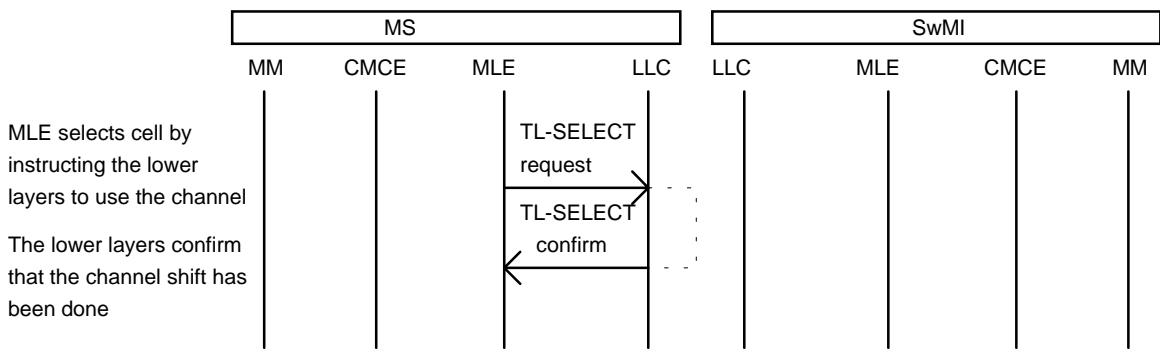 MS
SwMI
MM CMCE MLE LLC LLC MLE CMCE MM
MLE selects cell by
instructing the lower
layers to use the channel
TL-SELECT
request
TL-SELECT
confirm
The lower layers confirm
that the channel shift has
been done